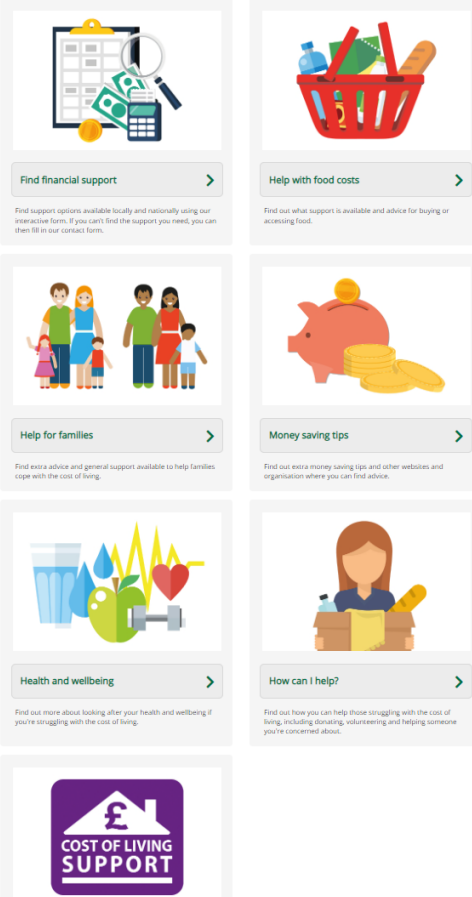 Find financial support
Find support options available locally and nationally using our
interactive form. If you can't find the support you need, you can
then fill in our contact form.
Help with food costs
Find out what support is available and advice for buying or
accessing food.
Help for families
Find extra advice and general support available to help families
cope with the cost of living.
Money saving tips
Find out extra money saving tips and other websites and
organisation where you can find advice.
Health and wellbeing
Find out more about looking after your health and wellbeing if
you're struggling with the cost of living.
How can I help?
Find out how you can help those struggling with the cost of
living, including donating, volunteering and helping someone
you're concerned about.
£
COST OF LIVING
SUPPORT